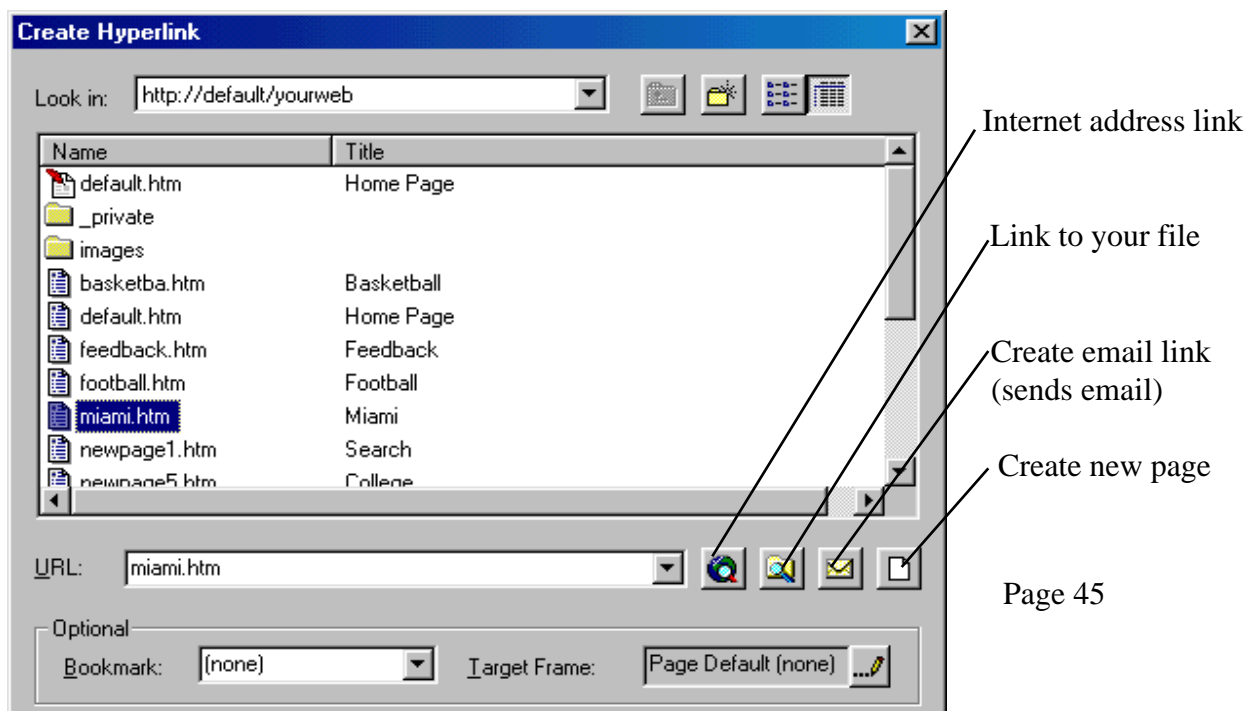 Create Hyperlink
Look in: http://default/yourweb
Name Title
default.htm Home Page
_private
images
basketba.htm Basketball
default.htm Home Page
feedback.htm Feedback
football.htm Football
miami.htm Miami
newpage1.htm Search
newpage5.htm College
URL: miami.htm
Optional
Bookmark: (none) Target Frame: Page Default (none)
Internet address link
Link to your file
Create email link
(sends email)
Create new page
Page 45